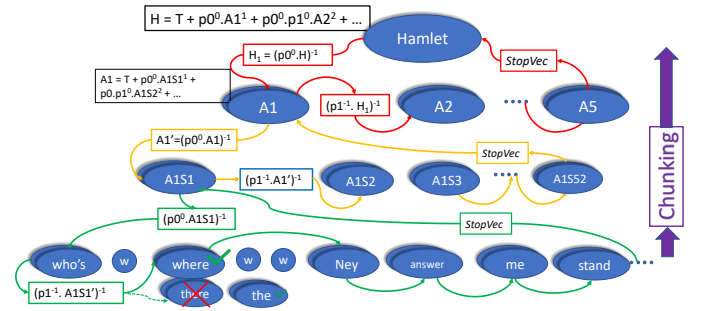 H = T + p0⁰.A1¹ + p0⁰.p1⁰.A2² + ...
Hamlet
H₁ = (p0⁰.H)⁻¹
StopVec
A1 = T + p0⁰.A1S1¹ +
p0.p1⁰.A1S2² + ...
A1
(p1⁻¹. H₁)⁻¹
A2
.....
A5
A1'=(p0⁰.A1)⁻¹
StopVec
A1S1
(p1⁻¹.A1')⁻¹
A1S2
A1S3
.....
A1S52
Chunking
(p0⁰.A1S1)⁻¹
StopVec
who's
w
where
w
w
Ney
answer
me
stand
.....
(p1⁻¹. A1S1')⁻¹
there
the